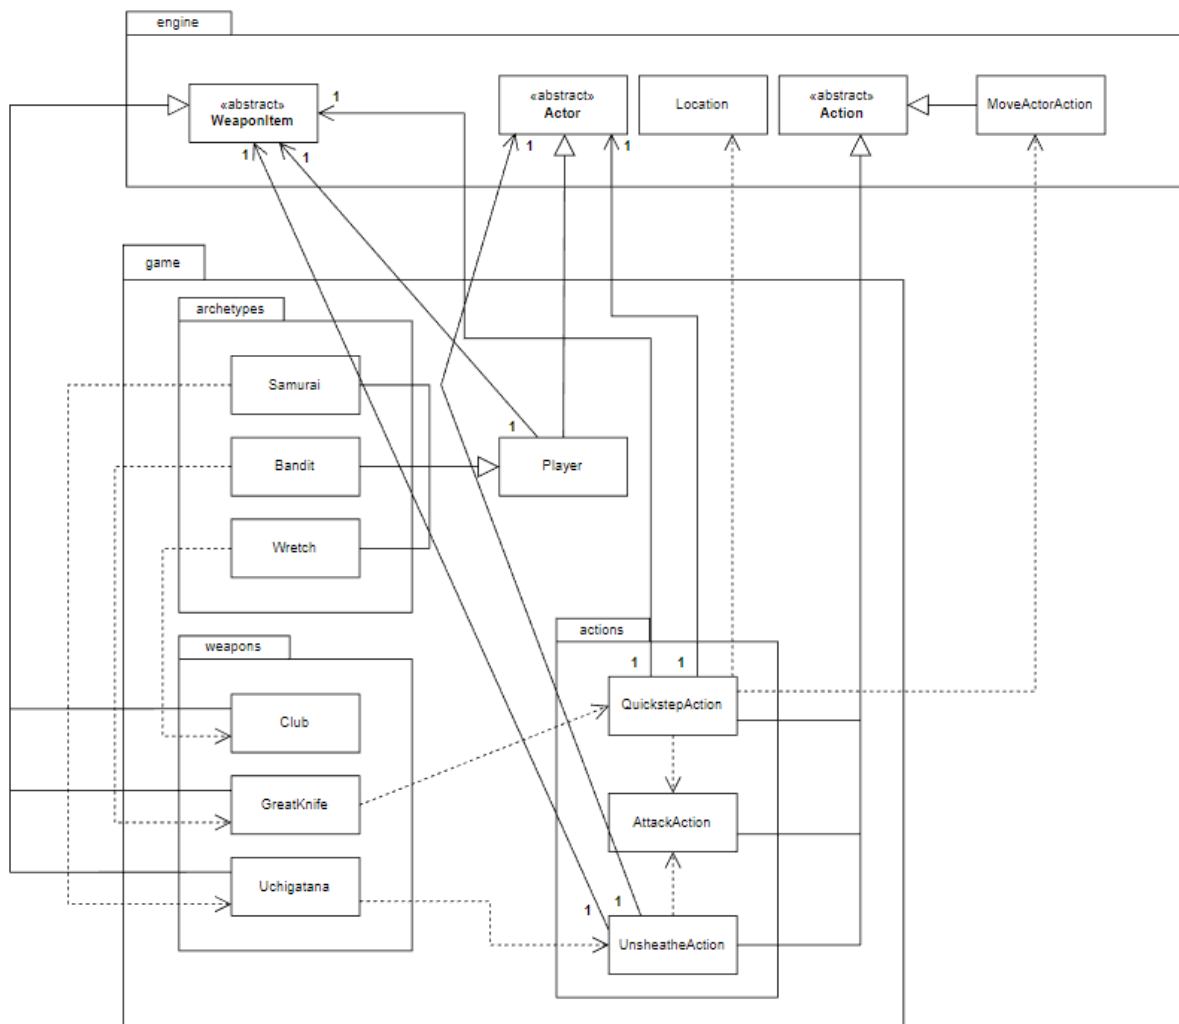 engine
«abstract»
WeaponItem
1
1
1
«abstract»
Actor
1
1
Location
«abstract»
Action
MoveActorAction
game
archetypes
Samurai
Bandit
Wretch
1
Player
weapons
Club
GreatKnife
Uchigatana
actions
1
1
QuickstepAction
AttackAction
1
1
UnsheatheAction